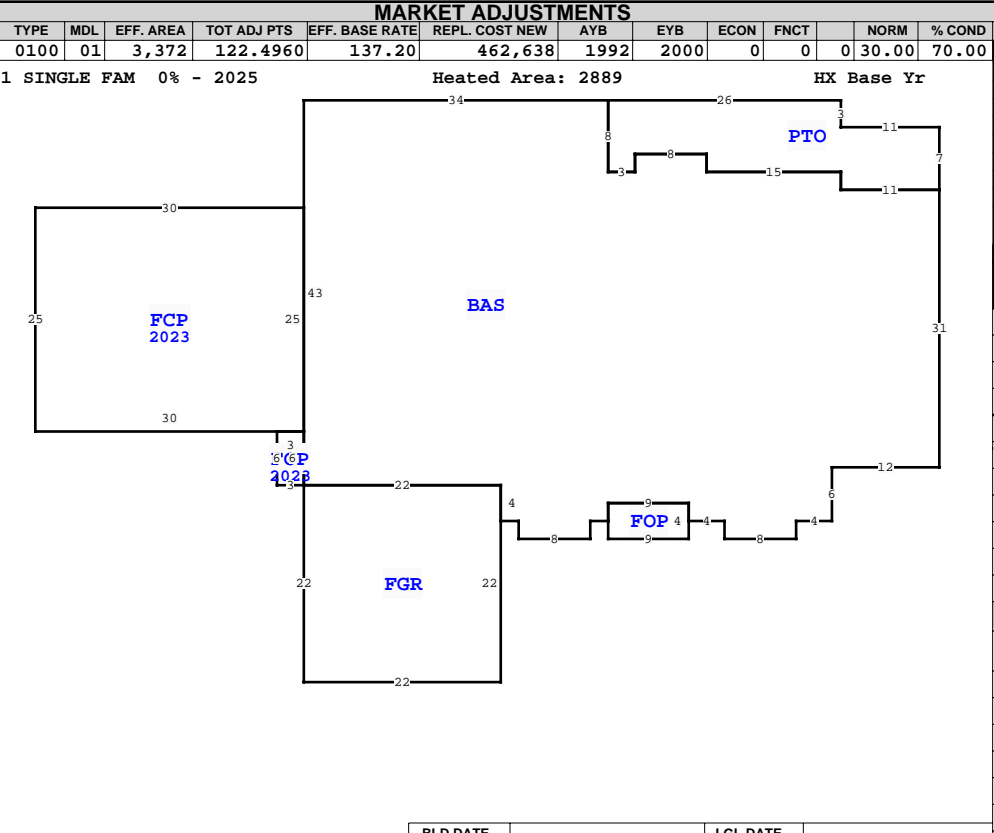 MARKET ADJUSTMENTS
TYPE MDL EFF. AREA TOT ADJ PTS EFF. BASE RATE REPL. COST NEW AYB EYB ECON FNCT NORM % COND
0100 01 3,372 122.4960 137.20 462,638 1992 2000 0 0 0 30.00 70.00
1 SINGLE FAM 0% - 2025 Heated Area: 2889 HX Base Yr
34 26
3
11
8 PTO
8 7
3 15
11
30
43
BAS
25 FCP 25 31
2023
30
3
6 6 FCP 12
2023
3 22 6
4 9
FOP 4 4 4
8 9 8
22 FGR 22
22
BLD DATE LGL DATE